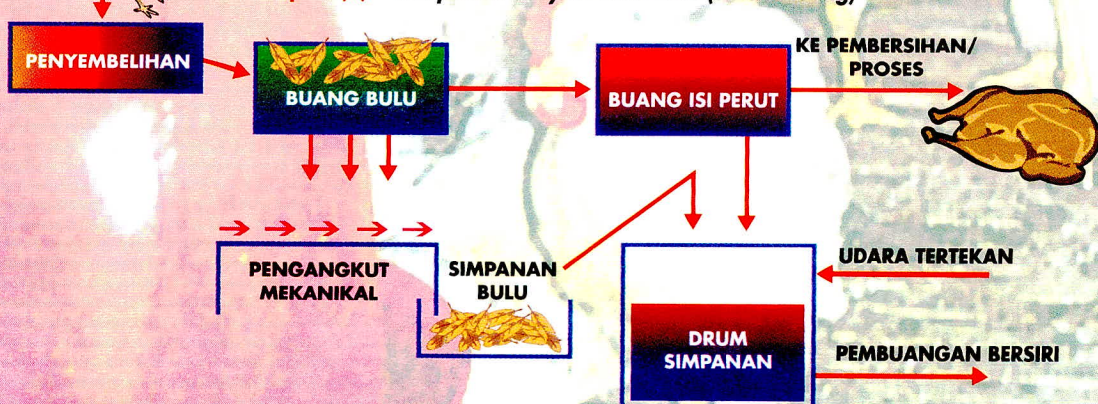 PENYEMBELIHAN
BUANG BULU
BUANG ISI PERUT
KE PEMBERSIHAN/
PROSES
PENGANGKUT
MEKANIKAL
SIMPANAN
BULU
UDARA TERTEKAN
DRUM
SIMPANAN
PEMBUANGAN BERSIRI